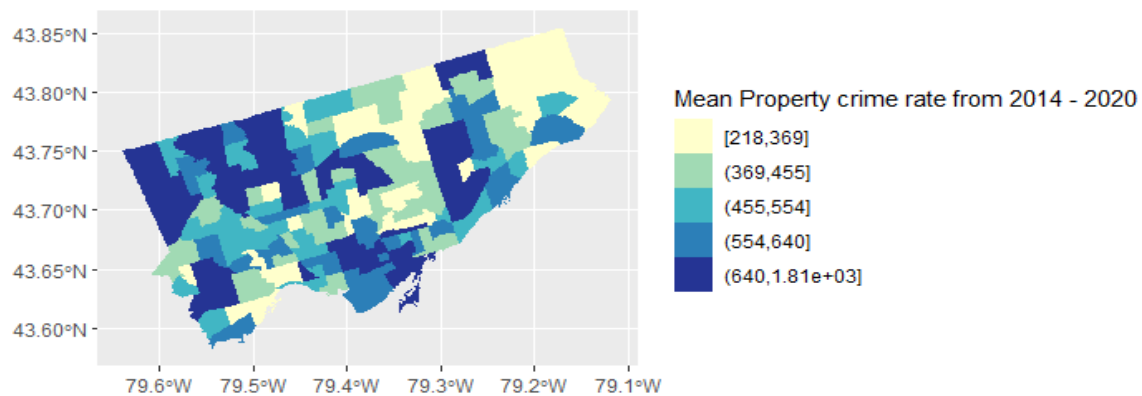 43.85°N
43.80°N
43.75°N
43.70°N
43.65°N
43.60°N
79.6°W 79.5°W 79.4°W 79.3°W 79.2°W 79.1°W
Mean Property crime rate from 2014 - 2020
[218,369]
(369,455]
(455,554]
(554,640]
(640,1.81e+03]